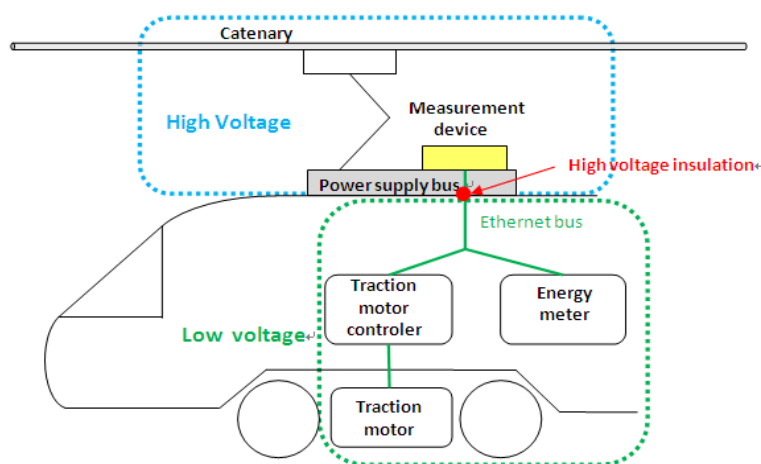 Catenary
High Voltage
Measurement
device
High voltage insulation
Power supply bus
Ethernet bus
Traction
motor
controler
Energy
meter
Low voltage
Traction
motor